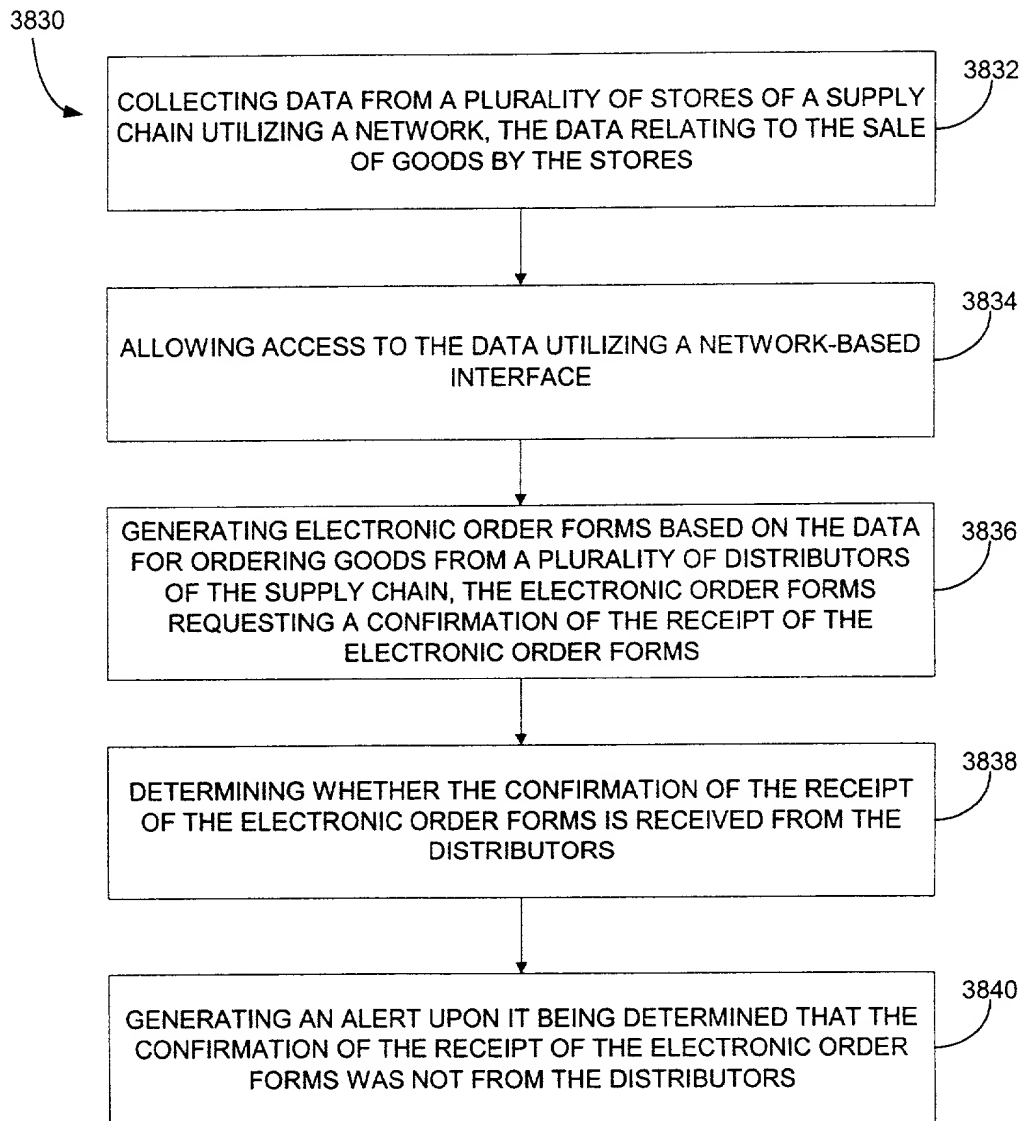 3830
3832
COLLECTING DATA FROM A PLURALITY OF STORES OF A SUPPLY
CHAIN UTILIZING A NETWORK, THE DATA RELATING TO THE SALE
OF GOODS BY THE STORES
3834
ALLOWING ACCESS TO THE DATA UTILIZING A NETWORK-BASED
INTERFACE
3836
GENERATING ELECTRONIC ORDER FORMS BASED ON THE DATA
FOR ORDERING GOODS FROM A PLURALITY OF DISTRIBUTORS
OF THE SUPPLY CHAIN, THE ELECTRONIC ORDER FORMS
REQUESTING A CONFIRMATION OF THE RECEIPT OF THE
ELECTRONIC ORDER FORMS
3838
DETERMINING WHETHER THE CONFIRMATION OF THE RECEIPT
OF THE ELECTRONIC ORDER FORMS IS RECEIVED FROM THE
DISTRIBUTORS
3840
GENERATING AN ALERT UPON IT BEING DETERMINED THAT THE
CONFIRMATION OF THE RECEIPT OF THE ELECTRONIC ORDER
FORMS WAS NOT FROM THE DISTRIBUTORS